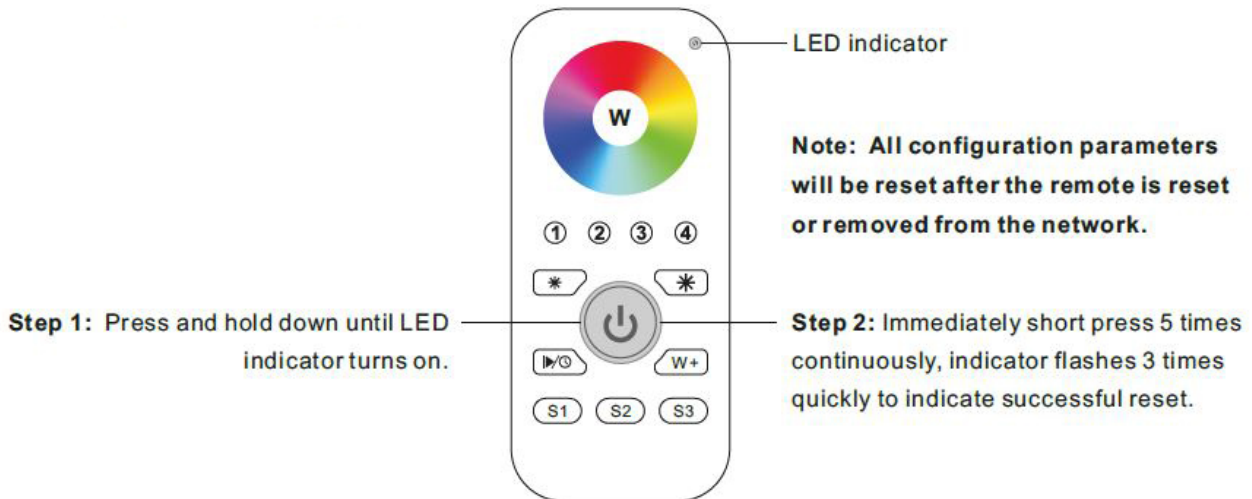 LED indicator
W
Note: All configuration parameters
will be reset after the remote is reset
or removed from the network.
① ② ③ ④
Step 1: Press and hold down until LED
indicator turns on.
Step 2: Immediately short press 5 times
continuously, indicator flashes 3 times
quickly to indicate successful reset.
W+
S1 S2 S3